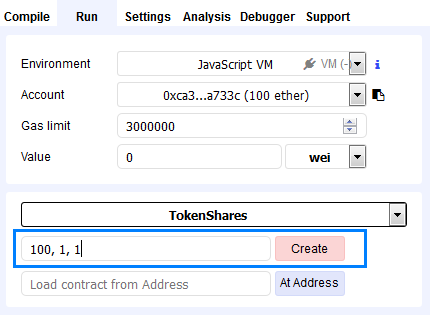 Compile Run Settings Analysis Debugger Support
Environment JavaScript VM VM (-) i
Account 0xca3...a733c (100 ether)
Gas limit 3000000
Value 0 wei
TokenShares
100, 1, 1 Create
Load contract from Address At Address